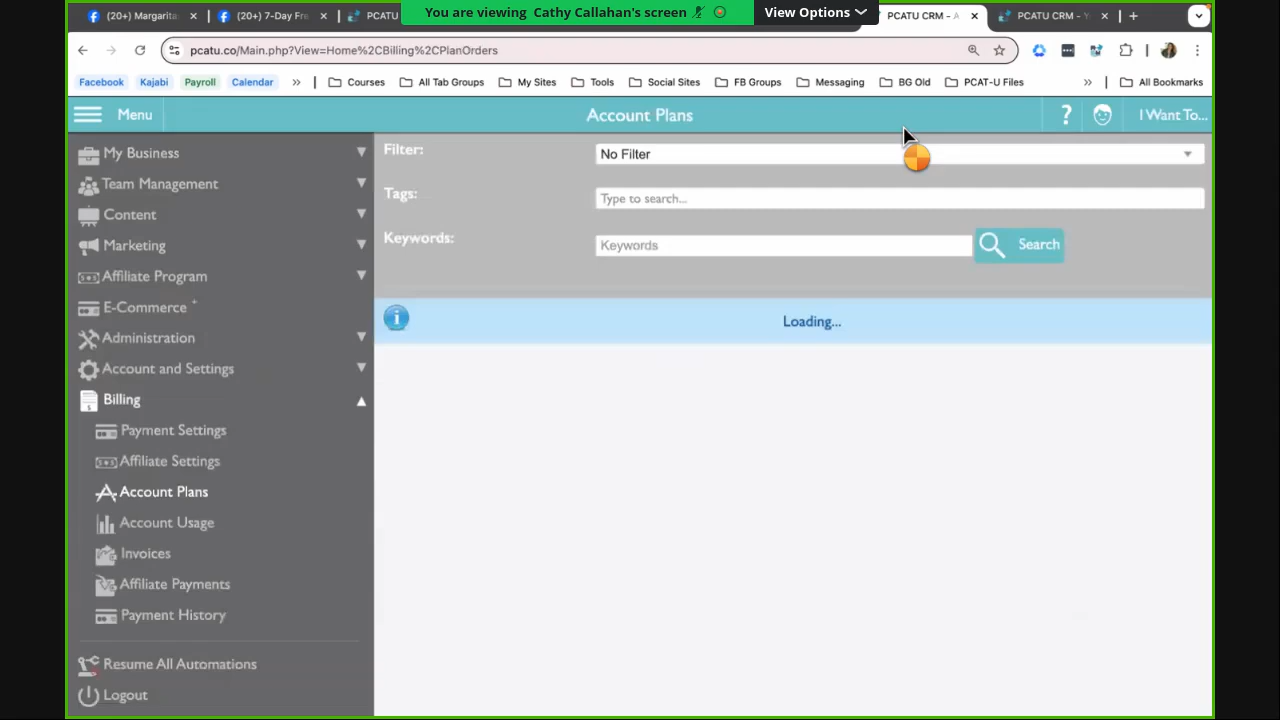 You are viewing Cathy Callahan's screen
View Options
(20+) Margarita
(20+) 7-Day Fre
PCATU
PCATU CRM - A
PCATU CRM - Y
pcatu.co/Main.php?View=Home%2CBilling%2CPlanOrders
Facebook
Kajabi
Payroll
Calendar
Courses
All Tab Groups
My Sites
Tools
Social Sites
FB Groups
Messaging
BG Old
PCAT-U Files
All Bookmarks
Menu
Account Plans
?
I Want To...
My Business
Team Management
Content
Marketing
Affiliate Program
E-Commerce +
Administration
Account and Settings
Billing
Payment Settings
Affiliate Settings
Account Plans
Account Usage
Invoices
Affiliate Payments
Payment History
Resume All Automations
Logout
Filter:
No Filter
Tags:
Type to search...
Keywords:
Keywords
Search
Loading...